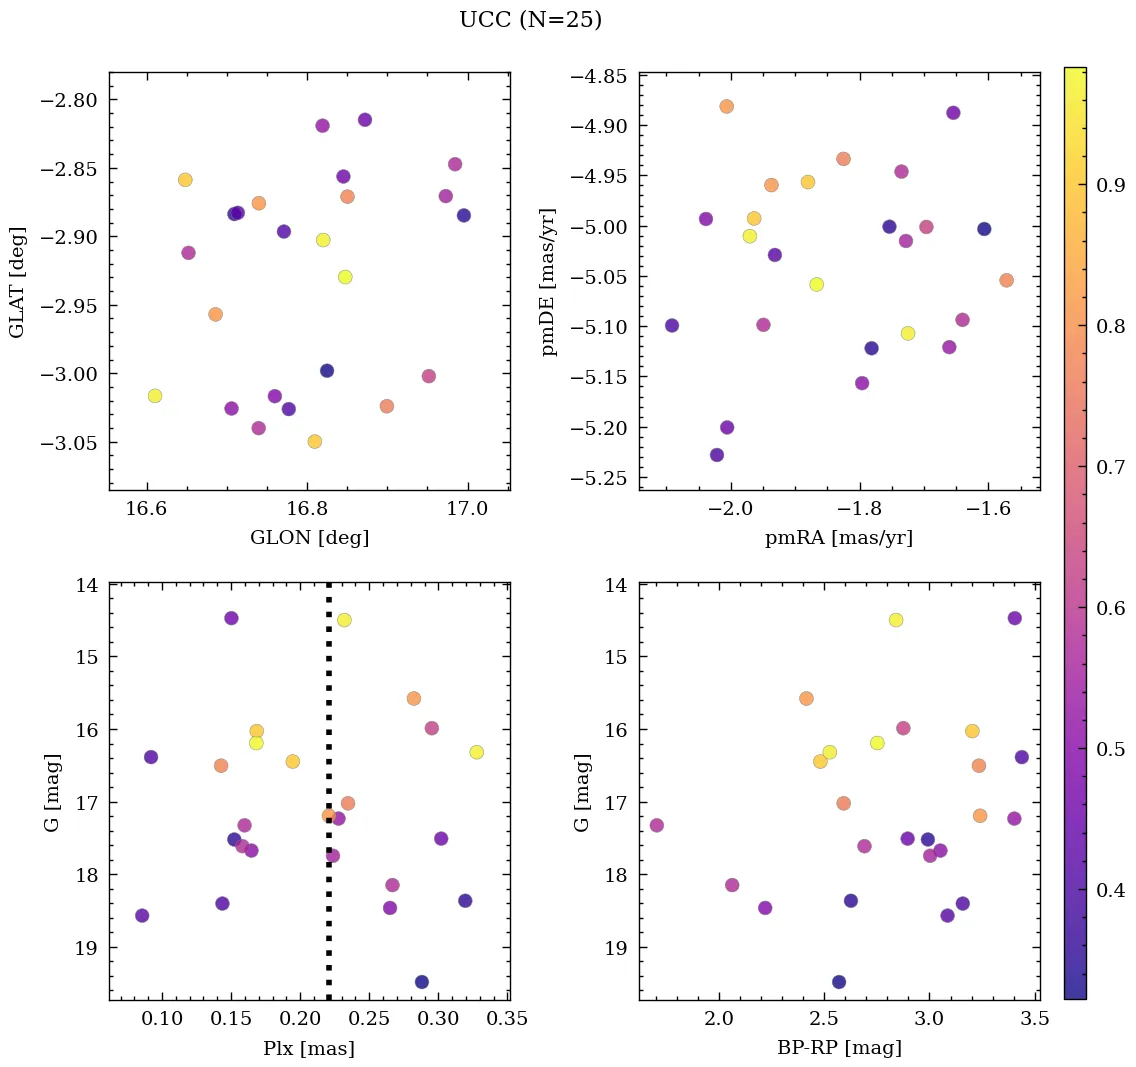 UCC (N=25)
−2.80
−2.85
−2.90
−2.95
−3.00
−3.05
GLAT [deg]
16.6 16.8 17.0
GLON [deg]
−4.85
−4.90
−4.95
−5.00
−5.05
−5.10
−5.15
−5.20
−5.25
pmDE [mas/yr]
−2.0 −1.8 −1.6
pmRA [mas/yr]
0.9
0.8
0.7
0.6
0.5
0.4
14
15
16
17
18
19
G [mag]
0.10 0.15 0.20 0.25 0.30 0.35
Plx [mas]
14
15
16
17
18
19
G [mag]
2.0 2.5 3.0 3.5
BP-RP [mag]